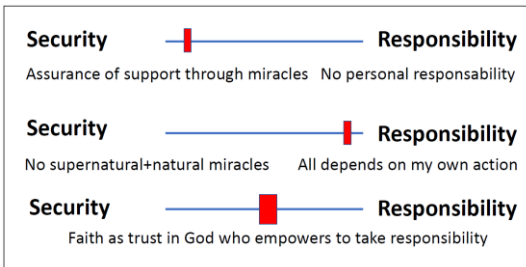 Security Responsibility
Assurance of support through miracles No personal responsability
Security Responsibility
No supernatural+natural miracles All depends on my own action
Security Responsibility
Faith as trust in God who empowers to take responsibility